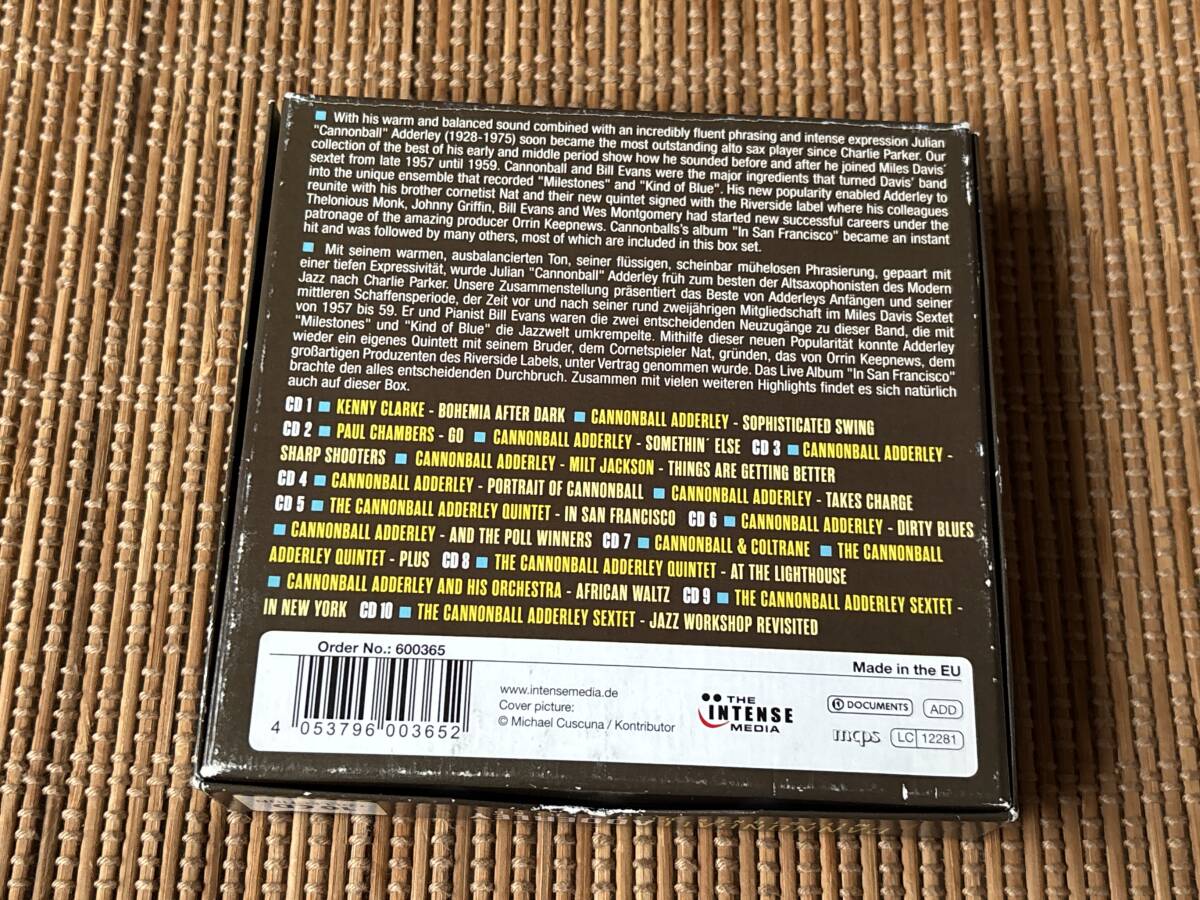 With his warm and balanced sound combined with an incredibly fluent phrasing and intense expression Julian
"Cannonball" Adderley (1928-1975) soon became the most outstanding alto sax player since Charlie Parker. Our
collection of the best of his early and middle period show how he sounded before and after he joined Miles Davis'
sextet from late 1957 until 1959. Cannonball and Bill Evans were the major ingredients that turned Davis' band
into the unique ensemble that recorded "Milestones" and "Kind of Blue". His new popularity enabled Adderley to
reunite with his brother cornetist Nat and their new quintet signed with the Riverside label where his colleagues
Thelonious Monk, Johnny Griffin, Bill Evans and Wes Montgomery had started new successful careers under the
patronage of the amazing producer Orrin Keepnews. Cannonballs's album "In San Francisco" became an instant
hit and was followed by many others, most of which are included in this box set.
Mit seinem warmen, ausbalancierten Ton, seiner flüssigen, scheinbar mühelosen Phrasierung, gepaart mit
einer tiefen Expressivität, wurde Julian "Cannonball" Adderley früh zum besten der Altsaxophonisten des Modern
Jazz nach Charlie Parker. Unsere Zusammenstellung präsentiert das Beste von Adderleys Anfängen und seiner
mittleren Schaffensperiode, der Zeit vor und nach seiner rund zweijährigen Mitgliedschaft im Miles Davis Sextet
von 1957 bis 59. Er und Pianist Bill Evans waren die zwei entscheidenden Neuzugänge zu dieser Band, die mit
"Milestones" und "Kind of Blue" die Jazzwelt umkrempelte. Mithilfe dieser neuen Popularität konnte Adderley
wieder ein eigenes Quintett mit seinem Bruder, dem Cornetspieler Nat, gründen, das von Orrin Keepnews, dem
großartigen Produzenten des Riverside Labels, unter Vertrag genommen wurde. Das Live Album "In San Francisco"
brachte den alles entscheidenden Durchbruch. Zusammen mit vielen weiteren Highlights findet es sich natürlich
auch auf dieser Box.
CD 1 KENNY CLARKE - BOHEMIA AFTER DARK CANNONBALL ADDERLEY - SOPHISTICATED SWING
CD 2 PAUL CHAMBERS - GO CANNONBALL ADDERLEY - SOMETHIN´ ELSE CD 3 CANNONBALL ADDERLEY -
SHARP SHOOTERS CANNONBALL ADDERLEY - MILT JACKSON - THINGS ARE GETTING BETTER
CD 4 CANNONBALL ADDERLEY - PORTRAIT OF CANNONBALL CANNONBALL ADDERLEY - TAKES CHARGE
CD 5 THE CANNONBALL ADDERLEY QUINTET - IN SAN FRANCISCO CD 6 CANNONBALL ADDERLEY - DIRTY BLUES
CANNONBALL ADDERLEY - AND THE POLL WINNERS CD 7 CANNONBALL & COLTRANE THE CANNONBALL
ADDERLEY QUINTET - PLUS CD 8 THE CANNONBALL ADDERLEY QUINTET - AT THE LIGHTHOUSE
CANNONBALL ADDERLEY AND HIS ORCHESTRA - AFRICAN WALTZ CD 9 THE CANNONBALL ADDERLEY SEXTET -
IN NEW YORK CD 10 THE CANNONBALL ADDERLEY SEXTET - JAZZ WORKSHOP REVISITED
Order No.: 600365
Made in the EU
4 053796 003652
www.intensemedia.de
Cover picture:
© Michael Cuscuna / Kontributor
THE
INTENSE
MEDIA
DOCUMENTS
ADD
mcps
LC 12281